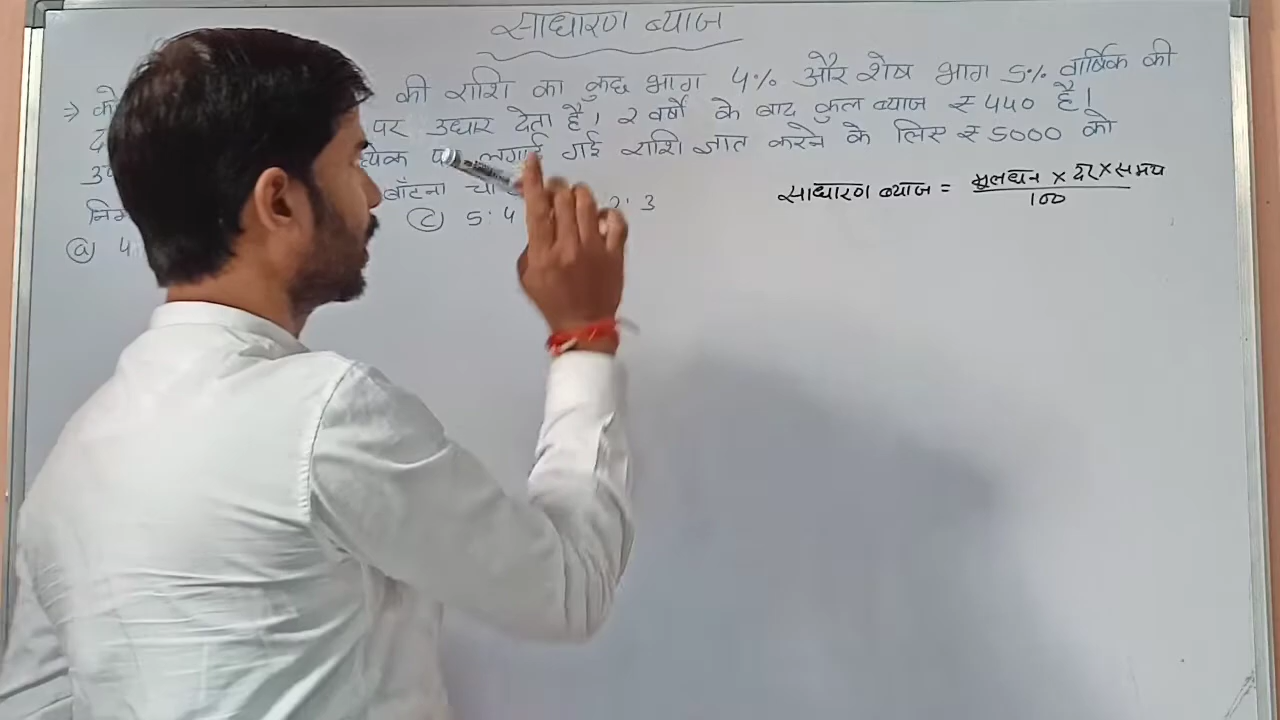 साधारण ब्याज
→ को की राशि का कुछ भाग 4% और शेष भाग 5% वार्षिक की
द पर उधार देता है। 2 वर्षों के बाद कुल ब्याज ₹440 है।
लगाई गई राशि ज्ञात करने के लिए ₹5000 को
बाँटना
साधारण ब्याज = मूलधन × दर × समय
100
(a) 4 (c) 5:4 2:3